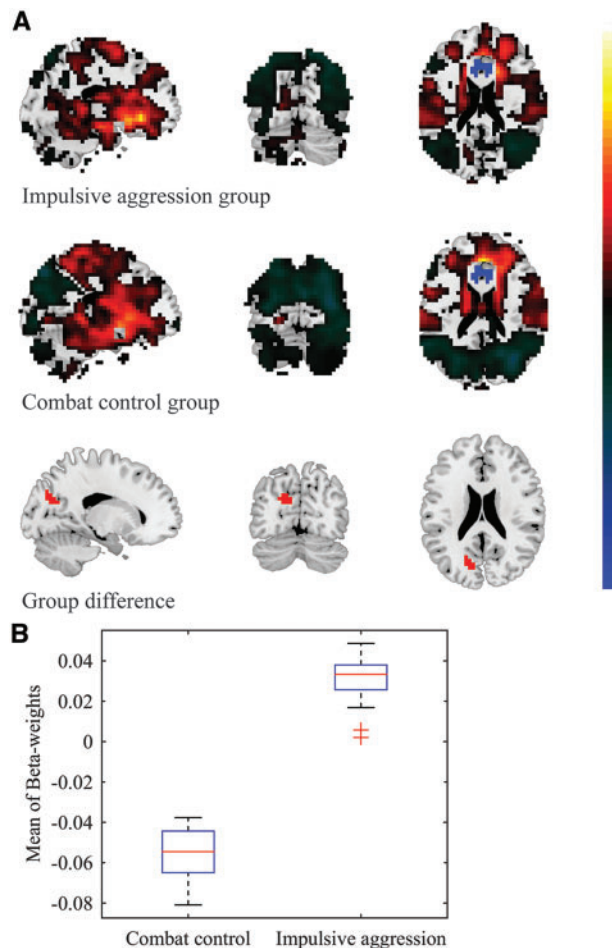 A
Impulsive aggression group
Combat control group
Group difference
B
Mean of Beta-weights
0.04
0.02
0
-0.02
-0.04
-0.06
-0.08
Combat control
Impulsive aggression